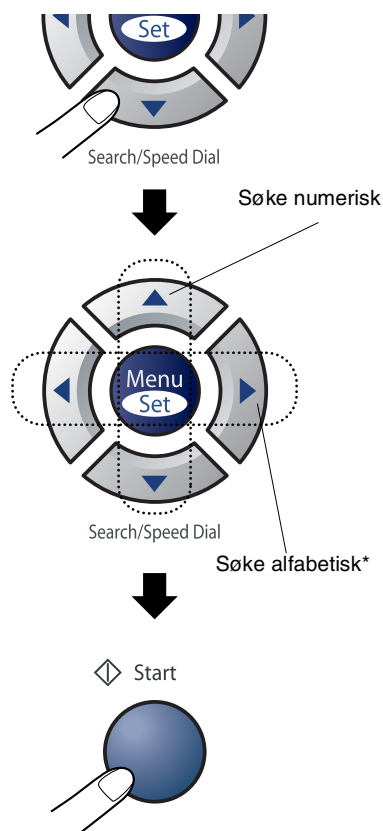 Set
Search/Speed Dial
Søke numerisk
Menu
Set
Search/Speed Dial
Søke alfabetisk*
Start